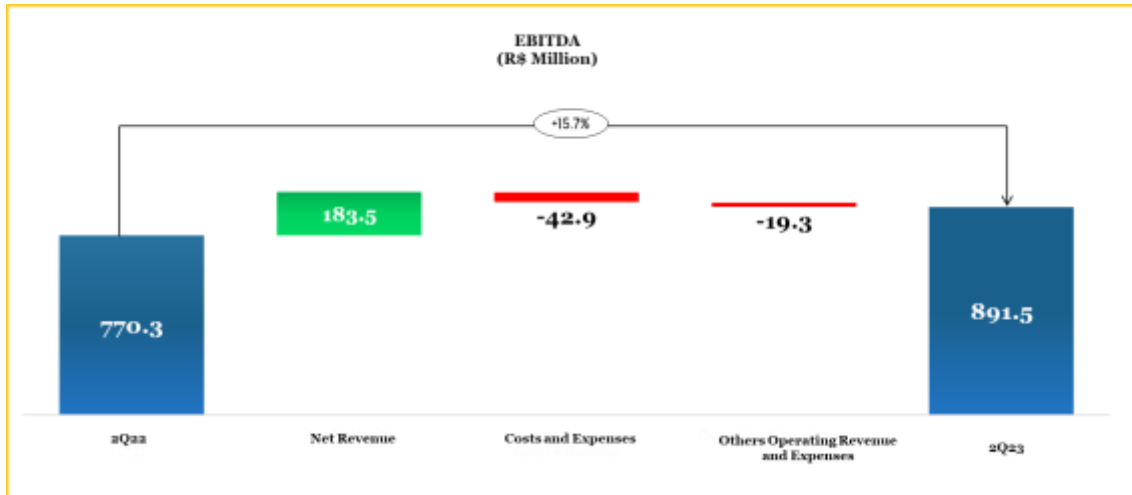 EBITDA
(R$ Million)
+15.7%
183.5
-42.9
-19.3
770.3
891.5
2Q22
Net Revenue
Costs and Expenses
Others Operating Revenue
and Expenses
2Q23